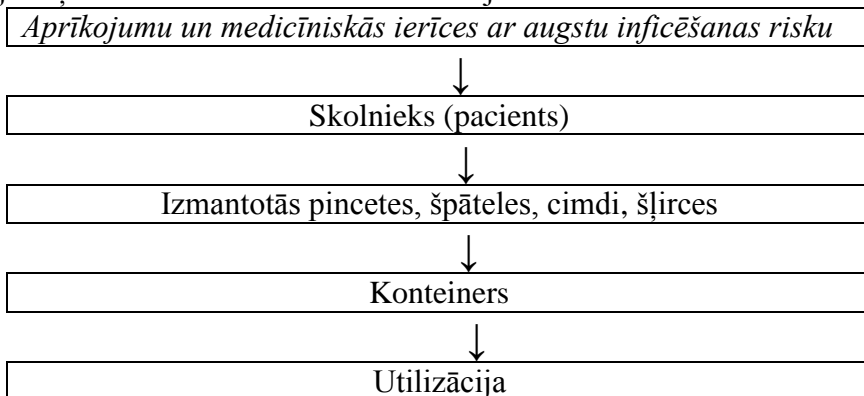 Aprīkojumu un medicīniskās ierīces ar augstu inficēšanas risku
↓
Skolnieks (pacients)
↓
Izmantotās pincetes, špāteles, cimdi, šļirces
↓
Konteiners
↓
Utilizācija